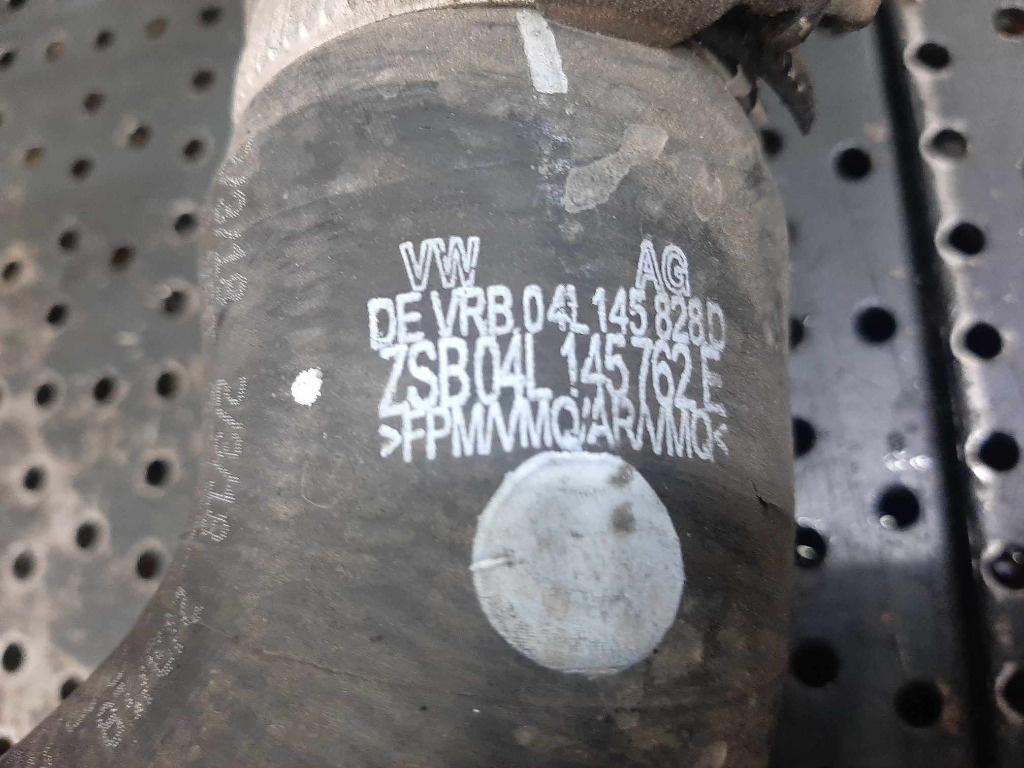 VW AG
DE VRB.04L 145 828D
ZSB 04L 145 762 E
>FPM/VMQ/AR/VMQ<